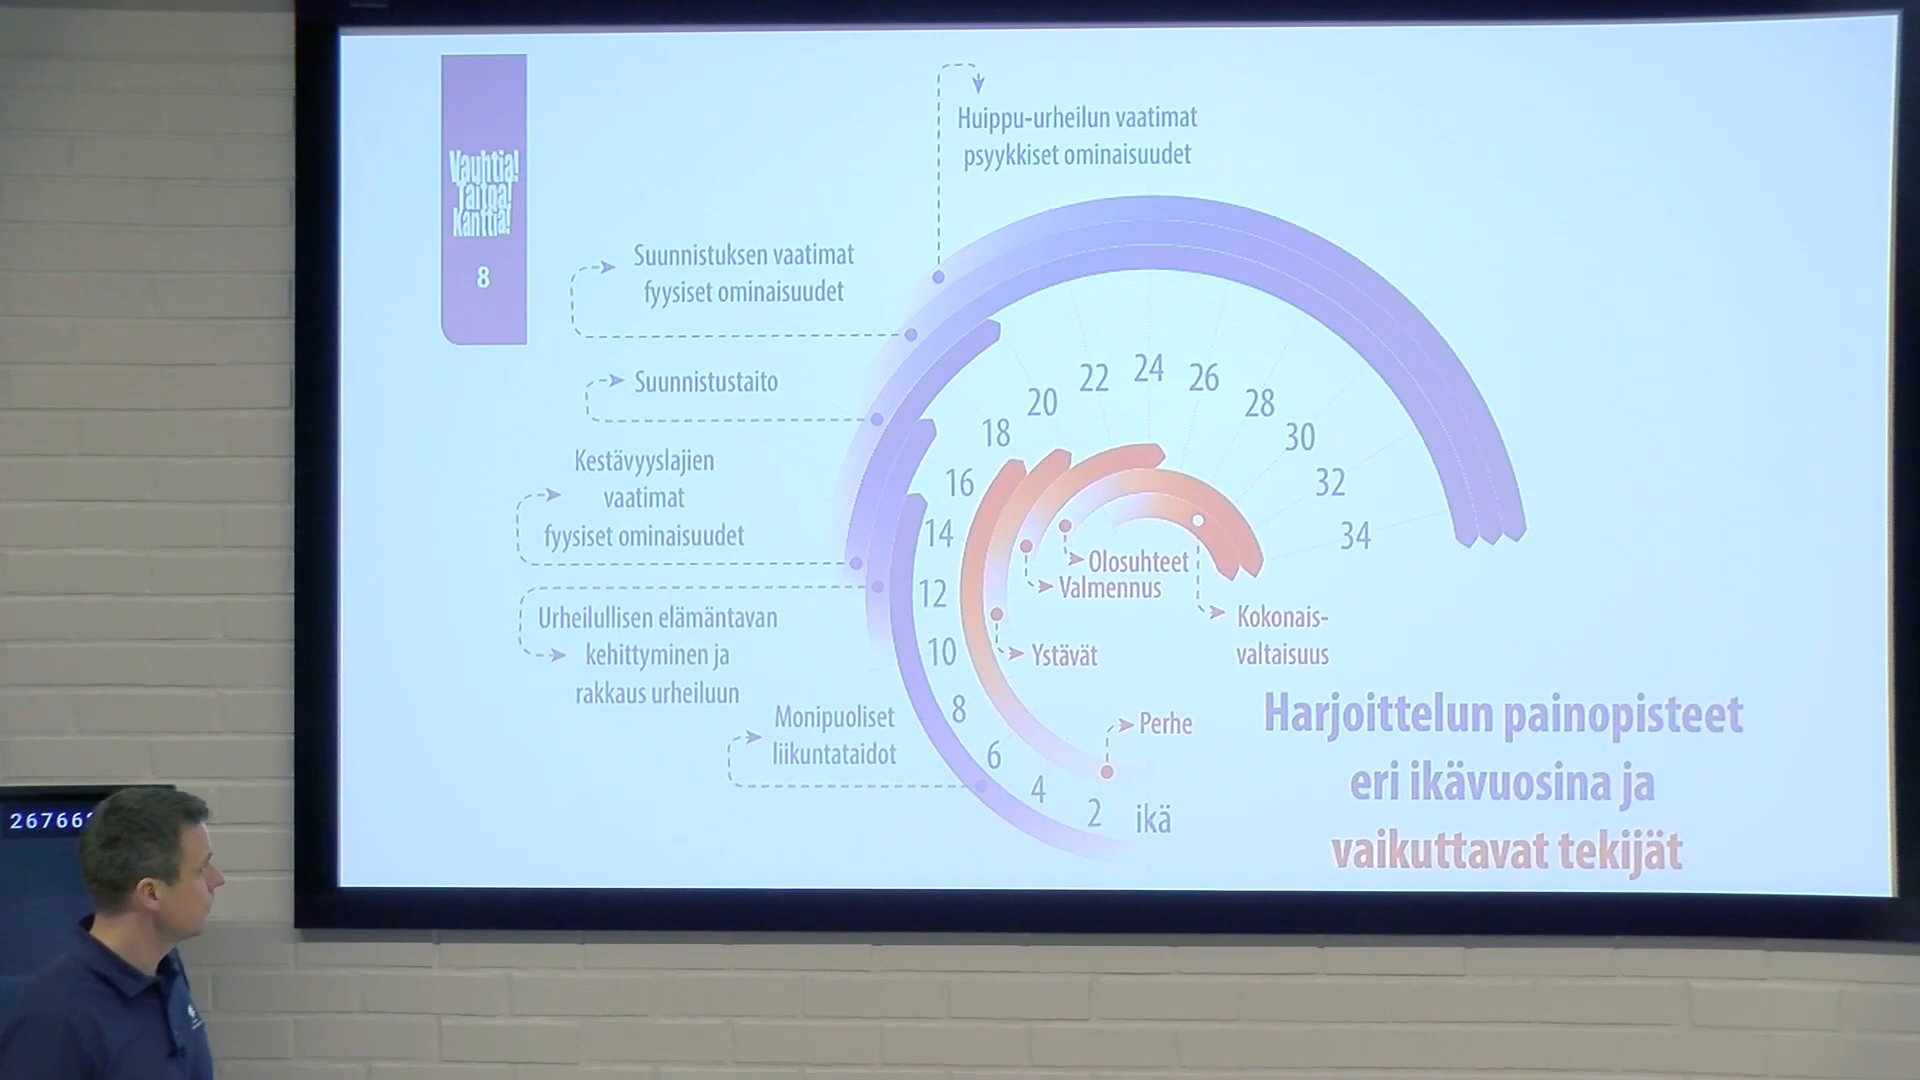 Vauhtia!
Taitoa!
Kanttia!
8
Huippu-urheilun vaatimat
psyykkiset ominaisuudet
Suunnistuksen vaatimat
fyysiset ominaisuudet
Suunnistustaito
Kestävyyslajien
vaatimat
fyysiset ominaisuudet
Urheilullisen elämäntavan
kehittyminen ja
rakkaus urheiluun
Monipuoliset
liikuntataidot
ikä
2
4
6
8
10
12
14
16
18
20
22
24
26
28
30
32
34
Olosuhteet
Valmennus
Ystävät
Perhe
Kokonais-
valtaisuus
Harjoittelun painopisteet
eri ikävuosina ja
vaikuttavat tekijät